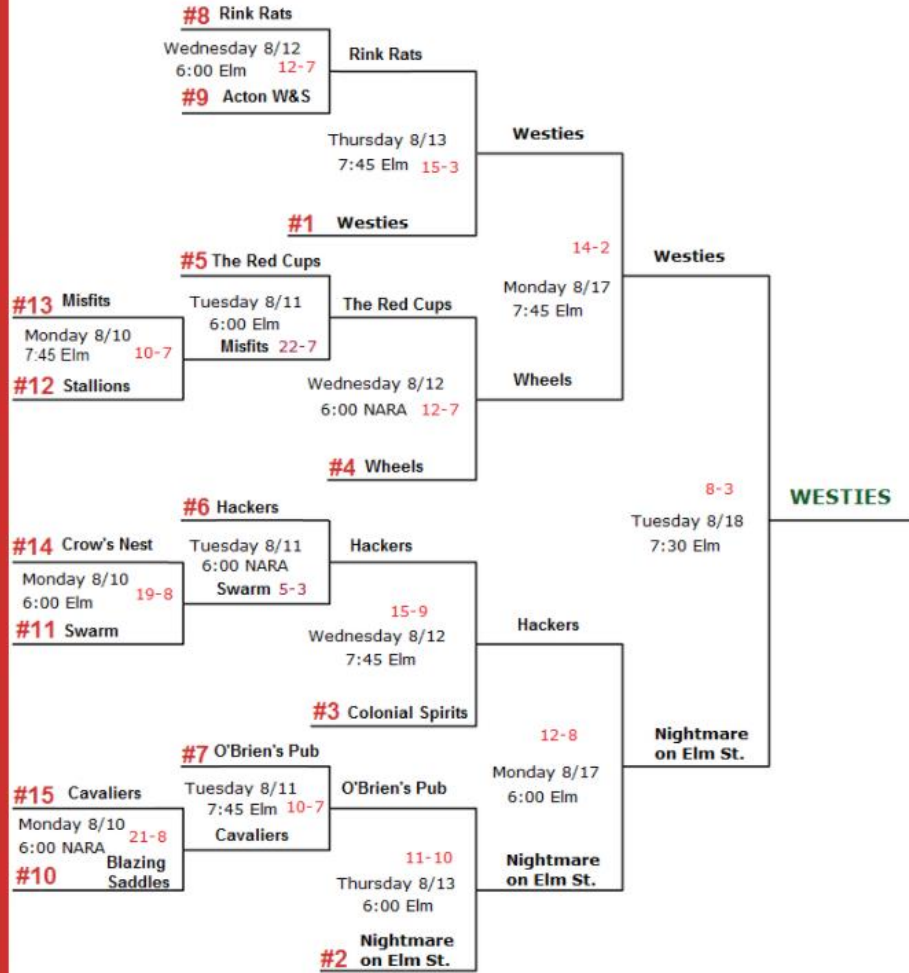 #8 Rink Rats
Wednesday 8/12
6:00 Elm 12-7
#9 Acton W&S
Rink Rats
Thursday 8/13
7:45 Elm 15-3
#1 Westies
Westies
#5 The Red Cups
#13 Misfits
Monday 8/10
7:45 Elm 10-7
#12 Stallions
Tuesday 8/11
6:00 Elm
Misfits 22-7
The Red Cups
Wednesday 8/12
6:00 NARA 12-7
#4 Wheels
Wheels
14-2
Monday 8/17
7:45 Elm
Westies
#6 Hackers
#14 Crow's Nest
Monday 8/10
6:00 Elm 19-8
#11 Swarm
Tuesday 8/11
6:00 NARA
Swarm 5-3
Hackers
15-9
Wednesday 8/12
7:45 Elm
#3 Colonial Spirits
Hackers
#7 O'Brien's Pub
#15 Cavaliers
Monday 8/10
6:00 NARA 21-8
#10 Blazing
Saddles
Tuesday 8/11
7:45 Elm 10-7
Cavaliers
O'Brien's Pub
11-10
Thursday 8/13
6:00 Elm
#2 Nightmare
on Elm St.
Nightmare
on Elm St.
12-8
Monday 8/17
6:00 Elm
Nightmare
on Elm St.
8-3
Tuesday 8/18
7:30 Elm
WESTIES